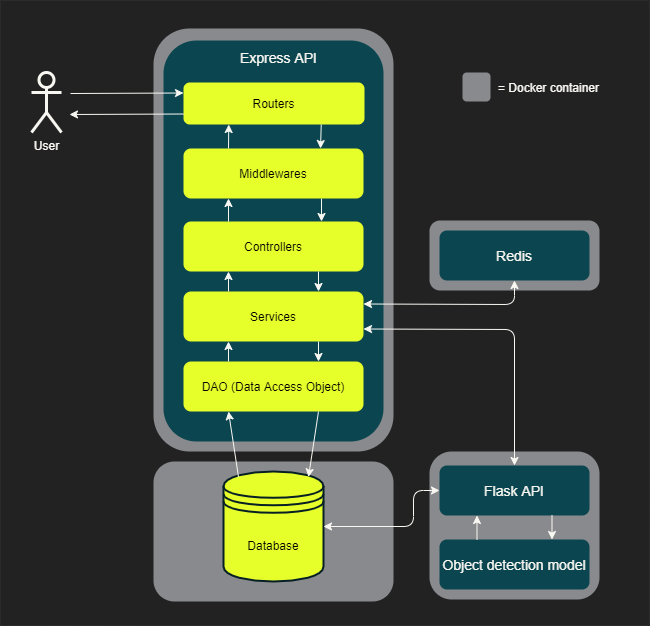 Express API
Routers
= Docker container
User
Middlewares
Controllers
Redis
Services
DAO (Data Access Object)
Flask API
Database
Object detection model